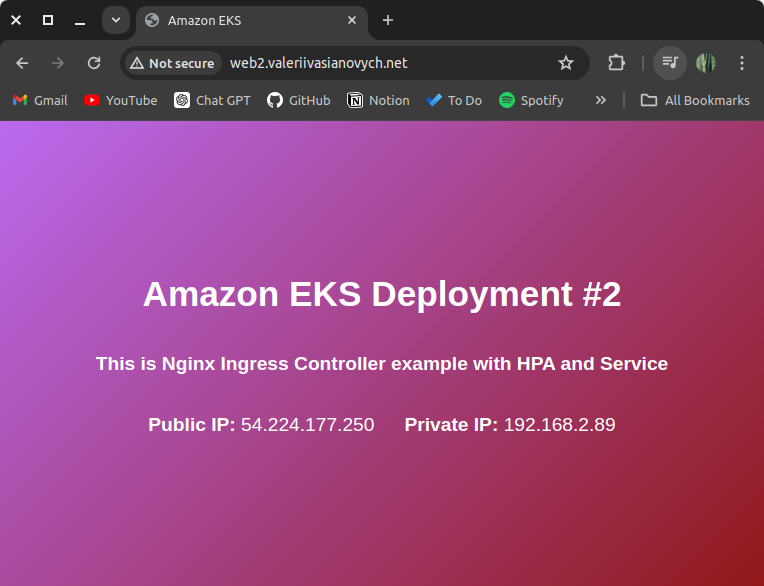 Amazon EKS
Not secure web2.valeriivasianovych.net
Gmail YouTube Chat GPT GitHub Notion To Do Spotify All Bookmarks
Amazon EKS Deployment #2
This is Nginx Ingress Controller example with HPA and Service
Public IP: 54.224.177.250 Private IP: 192.168.2.89